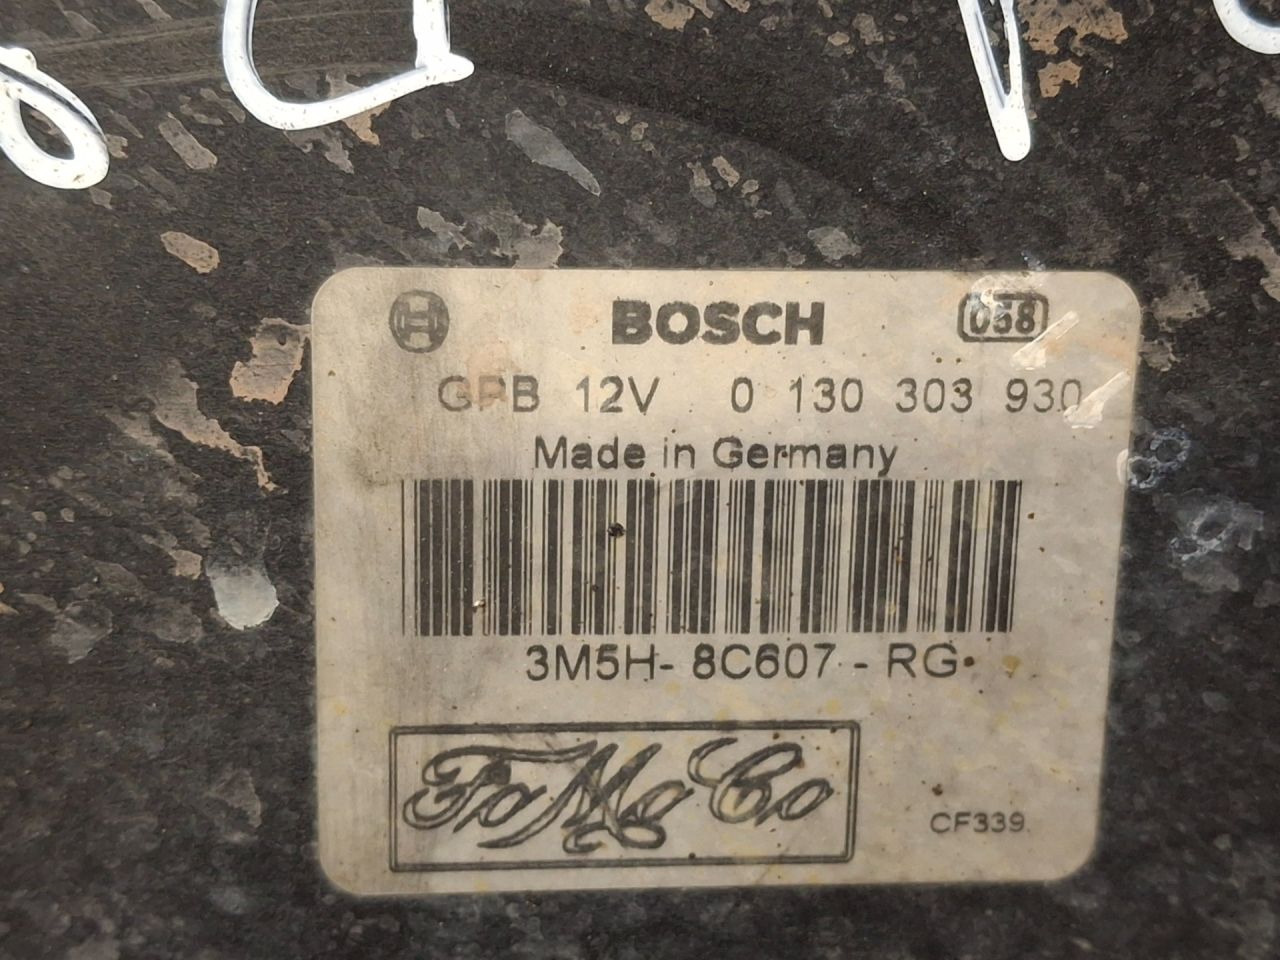 BOSCH 058
GPB 12V 0 130 303 930
Made in Germany
3M5H- 8C607 - RG
FoMoCo
CF339